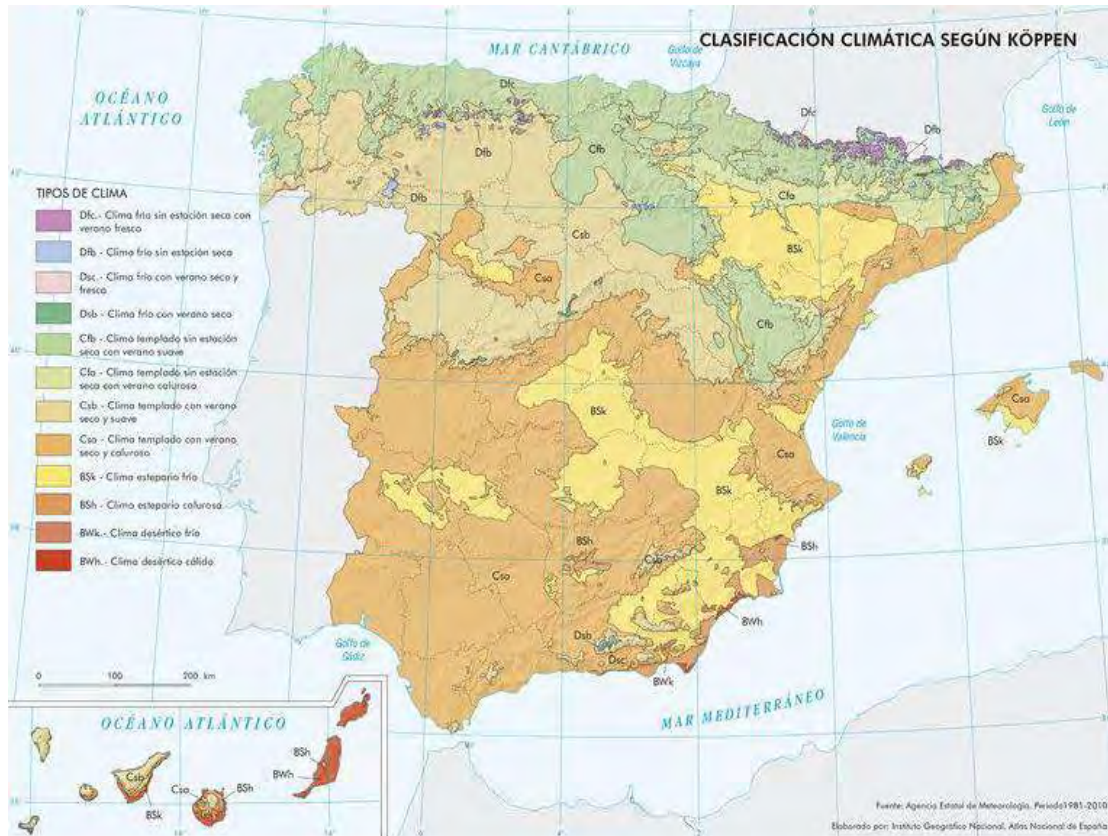 CLASIFICACIÓN CLIMÁTICA SEGÚN KÖPPEN
MAR CANTÁBRICO
Golfo de
Vizcaya
OCÉANO
ATLÁNTICO
Golfo de
León
Dfc
Dfb
Dfb
Cfb
Dfc
Dfb
Cfa
BSk
Csb
Csa
Cfb
TIPOS DE CLIMA
Dfc.- Clima frío sin estación seca con
verano fresco
Dfb - Clima frío sin estación seca
Dsc.- Clima frío con verano seco y
fresco
Dsb - Clima frío con verano seco
Cfb - Clima templado sin estación
seca con verano suave
Cfa - Clima templado sin estación
seca con verano caluroso
Csb - Clima templado con verano
seco y suave
Csa - Clima templado con verano
seco y caluroso
BSk - Clima estepario frío
BSh - Clima estepario caluroso
BWk.- Clima desértico frío
BWh.- Clima desértico cálido
BSk
Csa
BSk
Golfo de
Valencia
Csa
BSk
BSh
Csb
BSh
Csa
BWh
Dsb
Dsc
BWk
Golfo de
Cádiz
MAR MEDITERRÁNEO
0 100 200 km
OCÉANO ATLÁNTICO
Csb
BSk
Csa
BSh
BSh
BWh
Fuente: Agencia Estatal de Meteorología. Periodo1981-2010
Elaborado por: Instituto Geográfico Nacional. Atlas Nacional de España